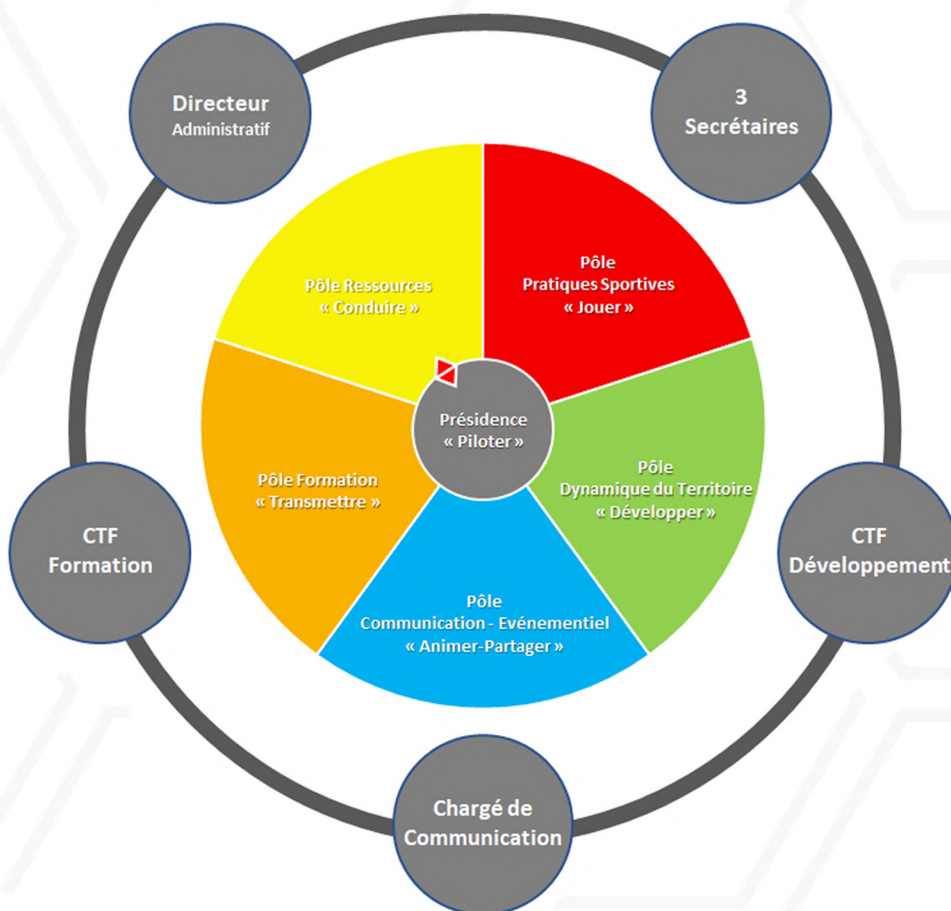 Directeur
Administratif
3
Secrétaires
Pôle Ressources
« Conduire »
Pôle
Pratiques Sportives
« Jouer »
Présidence
« Piloter »
Pôle Formation
« Transmettre »
Pôle
Dynamique du Territoire
« Développer »
CTF
Formation
CTF
Développement
Pôle
Communication - Evénementiel
« Animer-Partager »
Chargé de
Communication